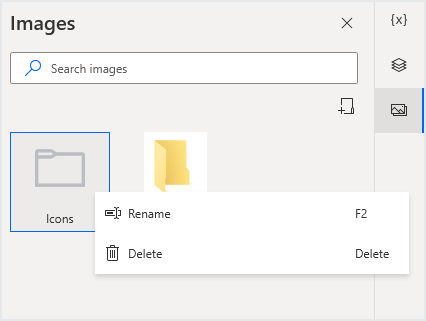 Images
{x}
Search images
Icons
Rename F2
Delete Delete